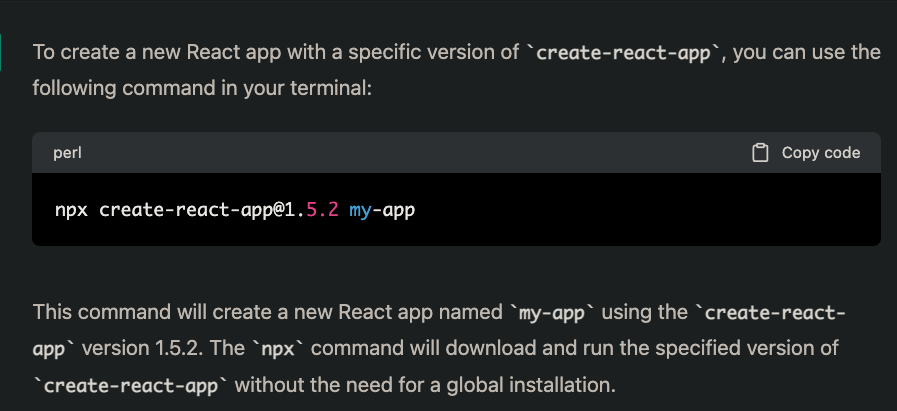 To create a new React app with a specific version of `create-react-app`, you can use the
following command in your terminal:
perl Copy code
npx create-react-app@1.5.2 my-app
This command will create a new React app named `my-app` using the `create-react-
app` version 1.5.2. The `npx` command will download and run the specified version of
`create-react-app` without the need for a global installation.